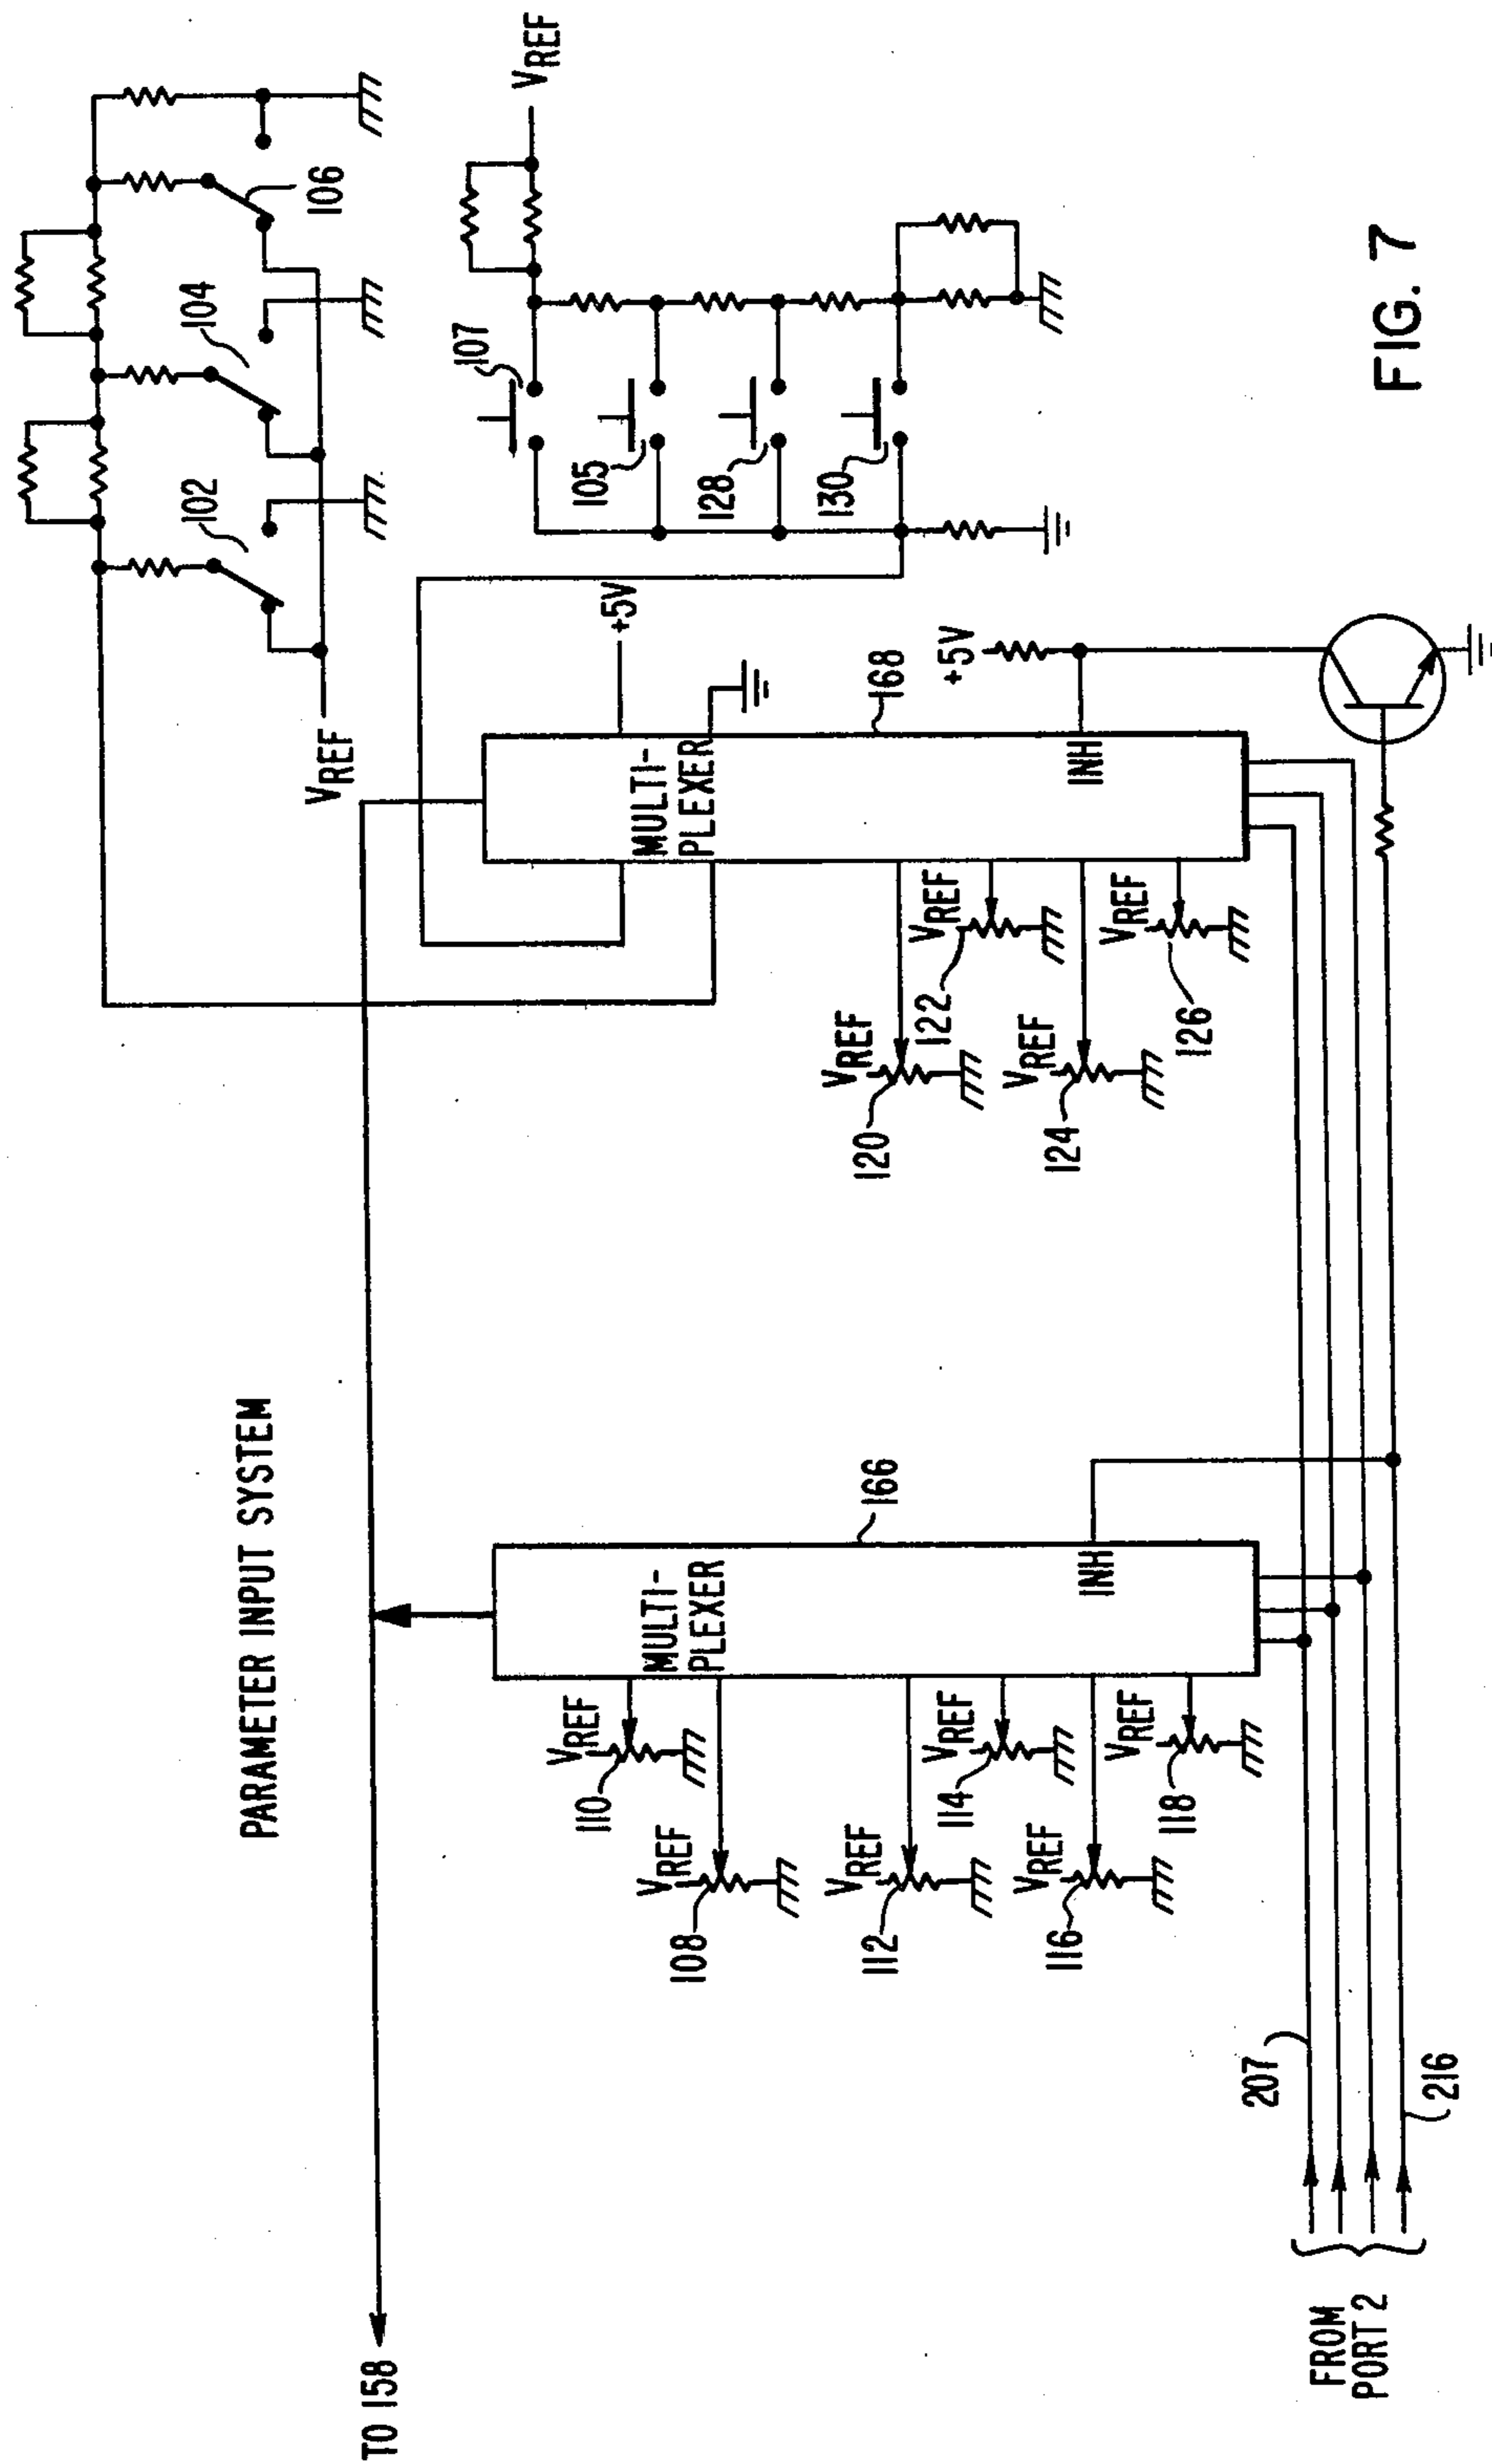 PARAMETER INPUT SYSTEM
TO 158
VREF
102
104
106
VREF
107
105
128
130
+5V
MULTI-
PLEXER
168
+5V
INH
VREF
120
VREF
122
VREF
124
VREF
126
MULTI-
PLEXER
166
INH
VREF
110
VREF
108
VREF
112
VREF
114
VREF
116
VREF
118
207
216
FROM
PORT 2
FIG. 7